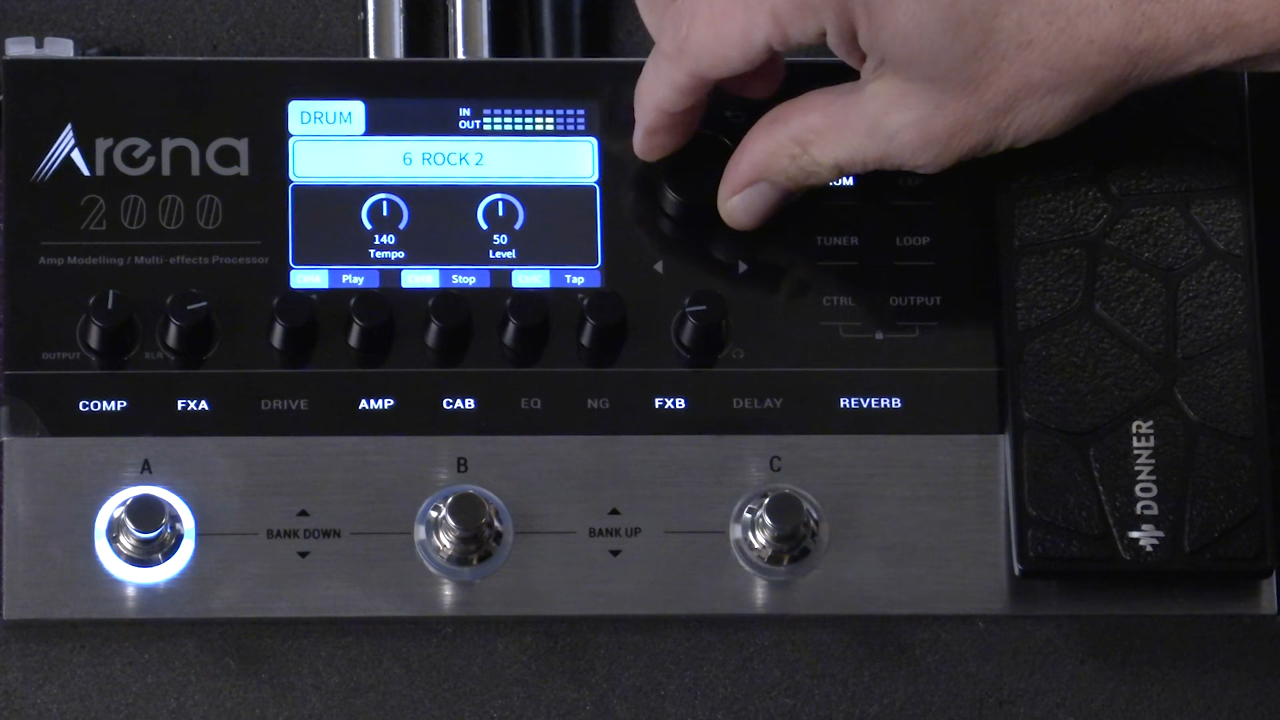 DRUM
IN
OUT
6 ROCK 2
140
Tempo
50
Level
Play
Stop
Tap
Arena
2000
Amp Modelling / Multi-effects Processor
TUNER
LOOP
CTRL
OUTPUT
OUTPUT
COMP
FXA
DRIVE
AMP
CAB
EQ
NG
FXB
DELAY
REVERB
A
B
C
BANK DOWN
BANK UP
DONNER